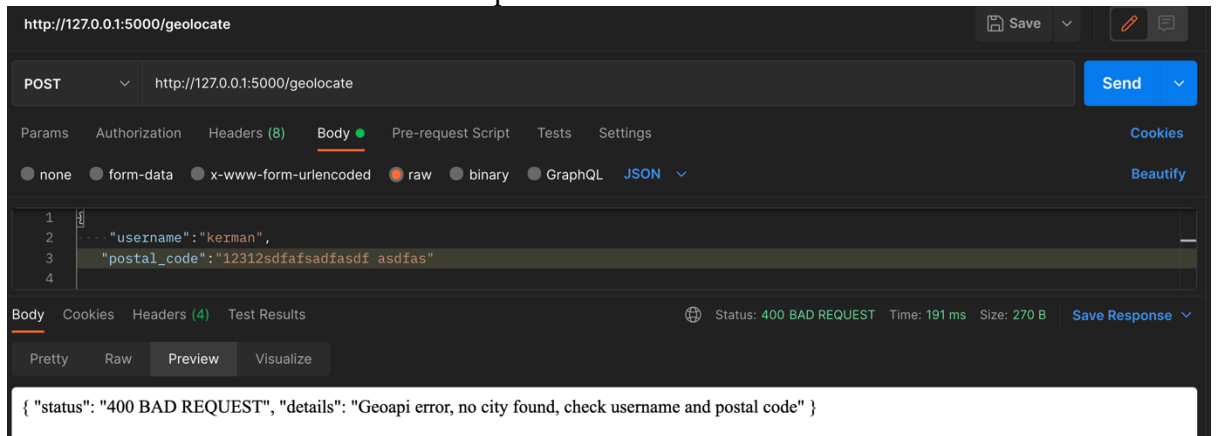 http://127.0.0.1:5000/geolocate Save
POST http://127.0.0.1:5000/geolocate Send
Params Authorization Headers (8) Body Pre-request Script Tests Settings Cookies
none form-data x-www-form-urlencoded raw binary GraphQL JSON Beautify
1 {
2 "username":"kerman",
3 "postal_code":"12312sdfafsadfasdf asdfas"
4
Body Cookies Headers (4) Test Results Status: 400 BAD REQUEST Time: 191 ms Size: 270 B Save Response
Pretty Raw Preview Visualize
{ "status": "400 BAD REQUEST", "details": "Geoapi error, no city found, check username and postal code" }